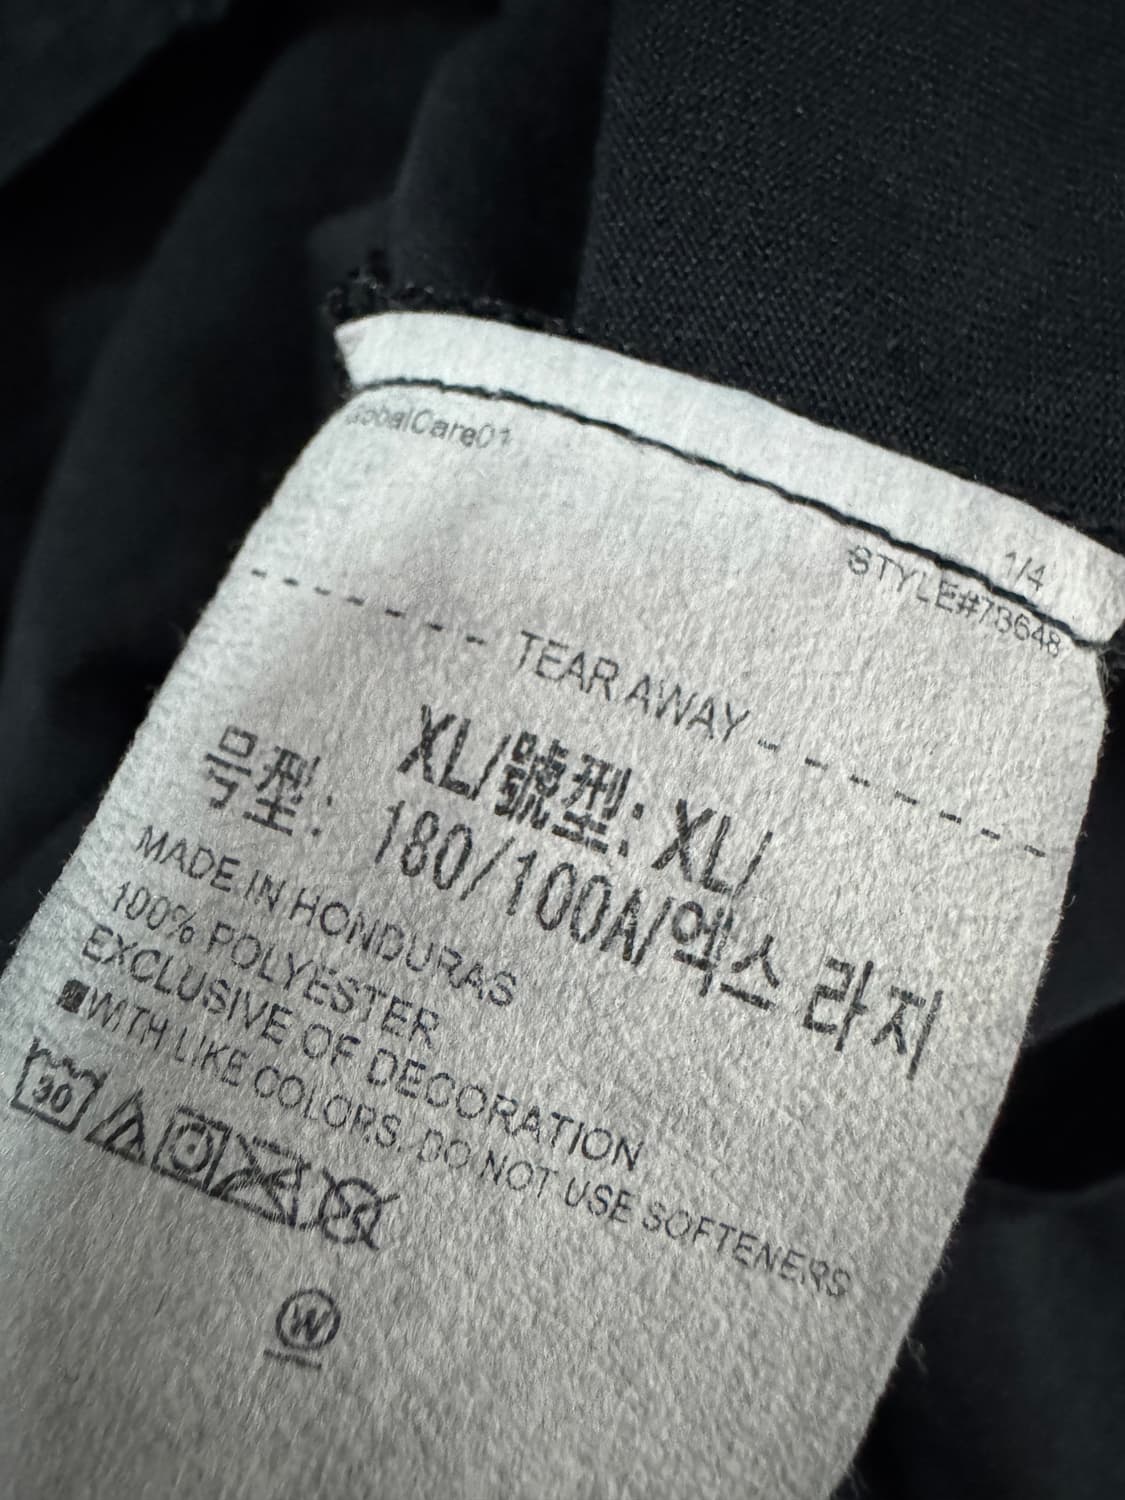 GlobalCare01
1/4
STYLE#73648
TEAR AWAY
XL/號型: XL/
号型: 180/100A/엑스 라지
MADE IN HONDURAS
100% POLYESTER
EXCLUSIVE OF DECORATION
WITH LIKE COLORS. DO NOT USE SOFTENERS
30
W